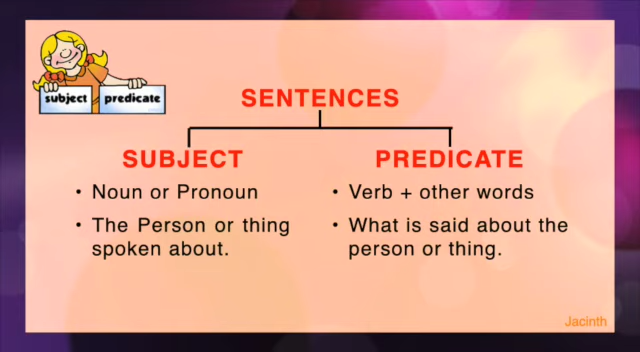 subject predicate
SENTENCES
SUBJECT
• Noun or Pronoun
• The Person or thing
spoken about.
PREDICATE
• Verb + other words
• What is said about the
person or thing.
Jacinth